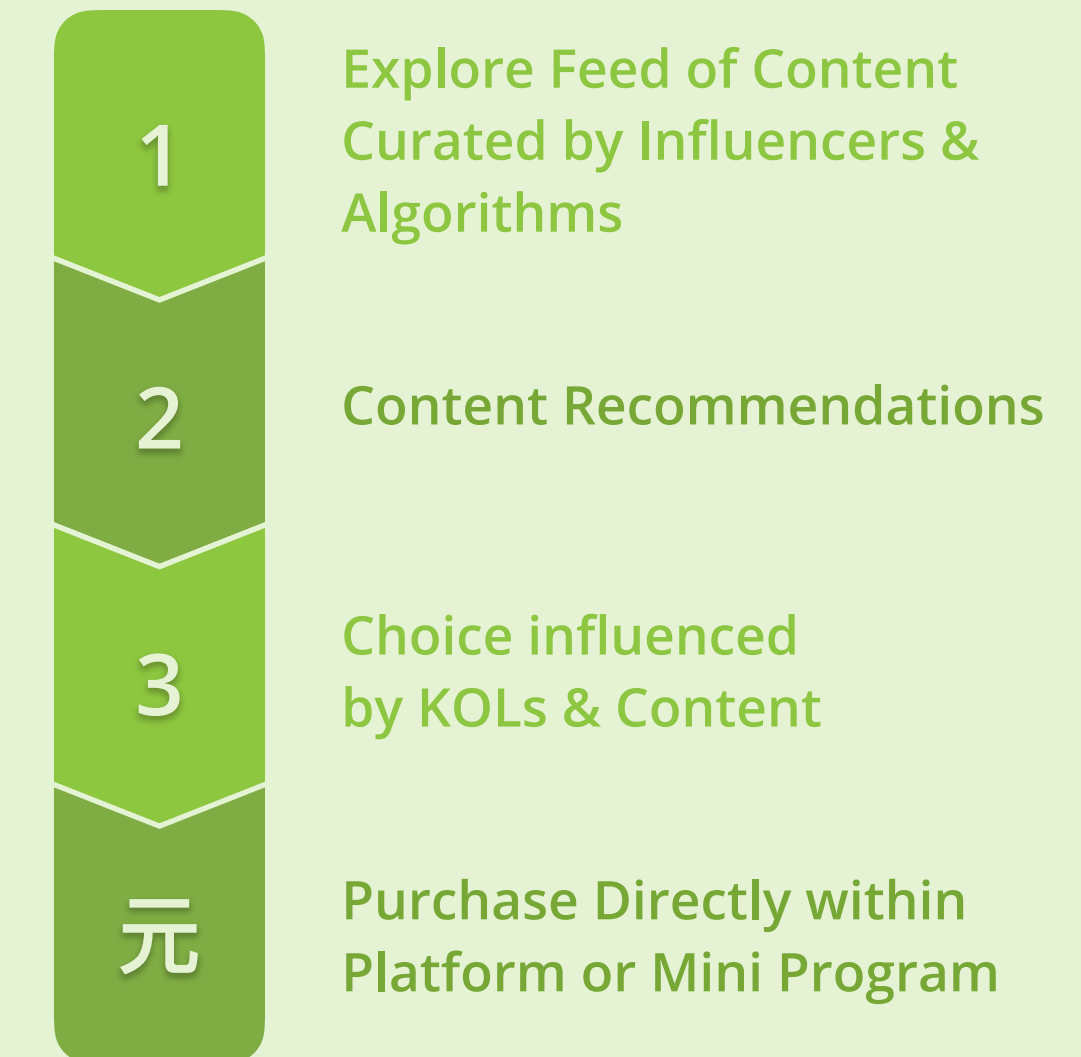 1
Explore Feed of Content
Curated by Influencers &
Algorithms
2
Content Recommendations
3
Choice influenced
by KOLs & Content
元
Purchase Directly within
Platform or Mini Program